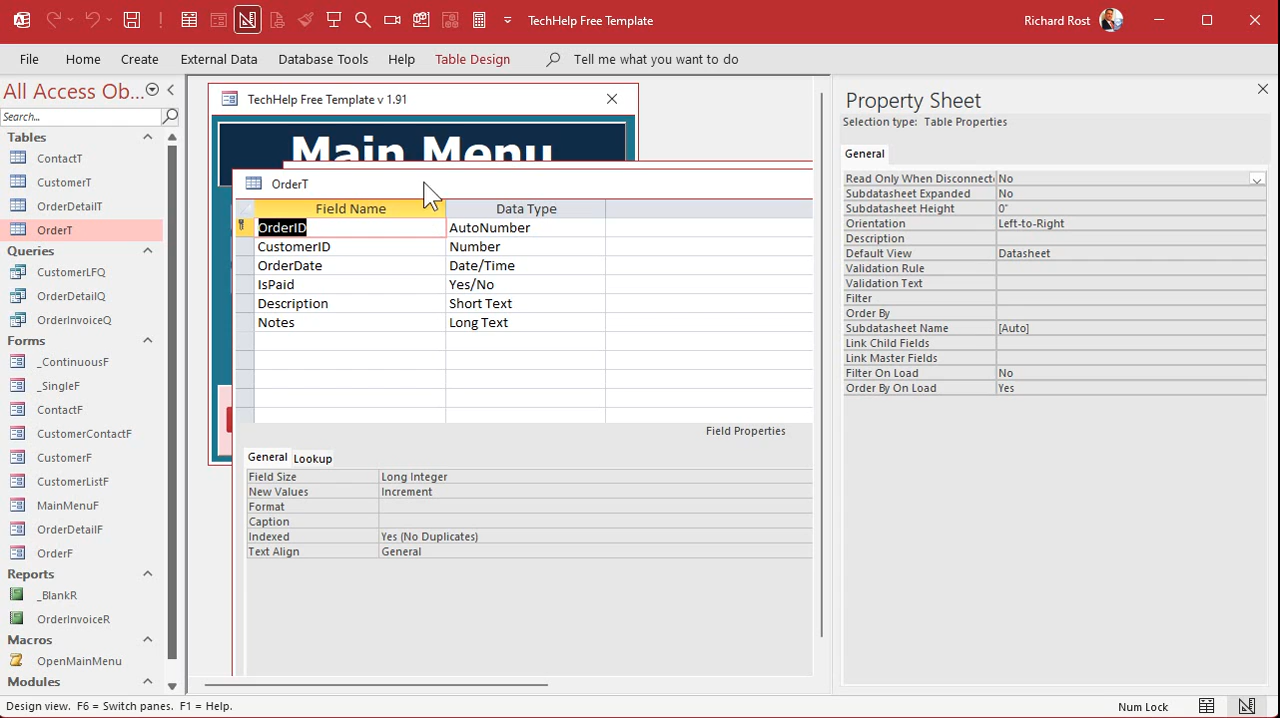 TechHelp Free Template
Richard Rost
File
Home
Create
External Data
Database Tools
Help
Table Design
Tell me what you want to do
All Access Ob...
Search...
Tables
ContactT
CustomerT
OrderDetailT
OrderT
Queries
CustomerLFQ
OrderDetailQ
OrderInvoiceQ
Forms
_ContinuousF
_SingleF
ContactF
CustomerContactF
CustomerF
CustomerListF
MainMenuF
OrderDetailF
OrderF
Reports
_BlankR
OrderInvoiceR
Macros
OpenMainMenu
Modules
TechHelp Free Template v 1.91
Main Menu
OrderT
Field Name Data Type
OrderID AutoNumber
CustomerID Number
OrderDate Date/Time
IsPaid Yes/No
Description Short Text
Notes Long Text
Field Properties
General Lookup
Field Size Long Integer
New Values Increment
Format
Caption
Indexed Yes (No Duplicates)
Text Align General
Property Sheet
Selection type: Table Properties
General
Read Only When Disconnect No
Subdatasheet Expanded No
Subdatasheet Height 0"
Orientation Left-to-Right
Description
Default View Datasheet
Validation Rule
Validation Text
Filter
Order By
Subdatasheet Name [Auto]
Link Child Fields
Link Master Fields
Filter On Load No
Order By On Load Yes
Design view. F6 = Switch panes. F1 = Help.
Num Lock